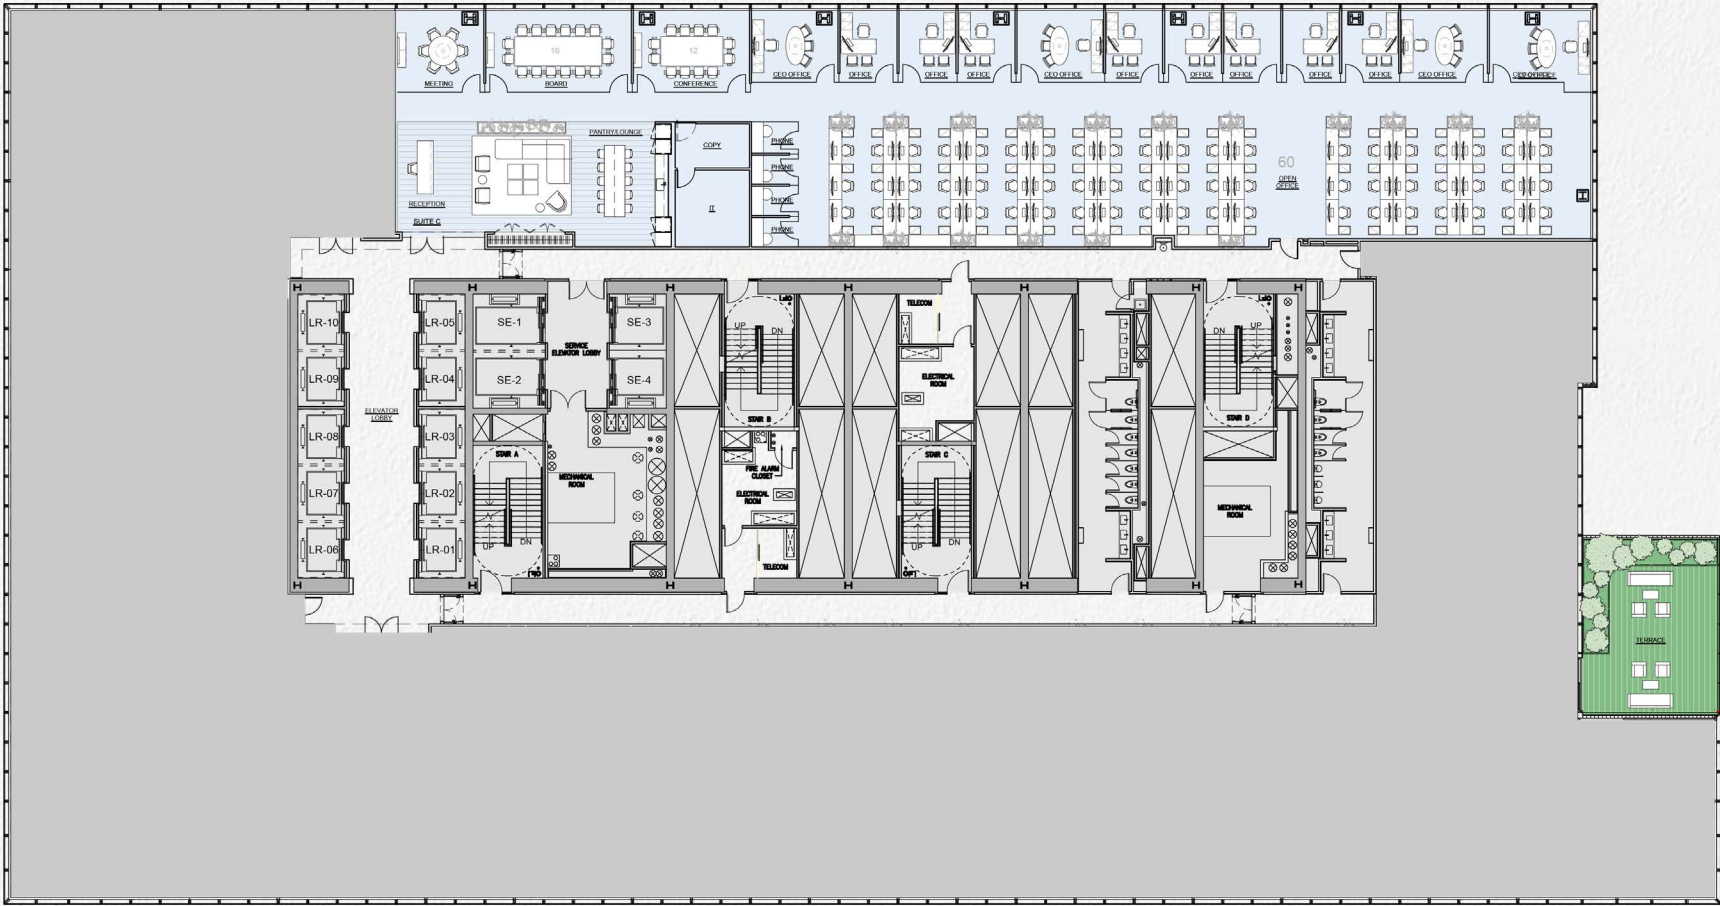 16
12
MEETING
BOARD
CONFERENCE
CEO OFFICE
OFFICE
OFFICE
OFFICE
CEO OFFICE
OFFICE
OFFICE
OFFICE
OFFICE
OFFICE
CEO OFFICE
PANTRY/LOUNGE
COPY
PHONE
PHONE
PHONE
PHONE
60
OPEN
OFFICE
RECEPTION
SUITE C
IT
LR-10
LR-05
SE-1
SE-3
SERVICE
ELEVATOR LOBBY
UP
DN
TELECOM
DN
UP
LR-09
LR-04
SE-2
SE-4
ELECTRICAL
ROOM
ELEVATOR
LOBBY
STAIR B
STAIR D
LR-08
LR-03
STAIR A
STAIR C
MECHANICAL
ROOM
FIRE ALARM
CLOSET
LR-07
LR-02
ELECTRICAL
ROOM
MECHANICAL
ROOM
LR-06
LR-01
UP
DN
UP
DN
TELECOM
TERRACE